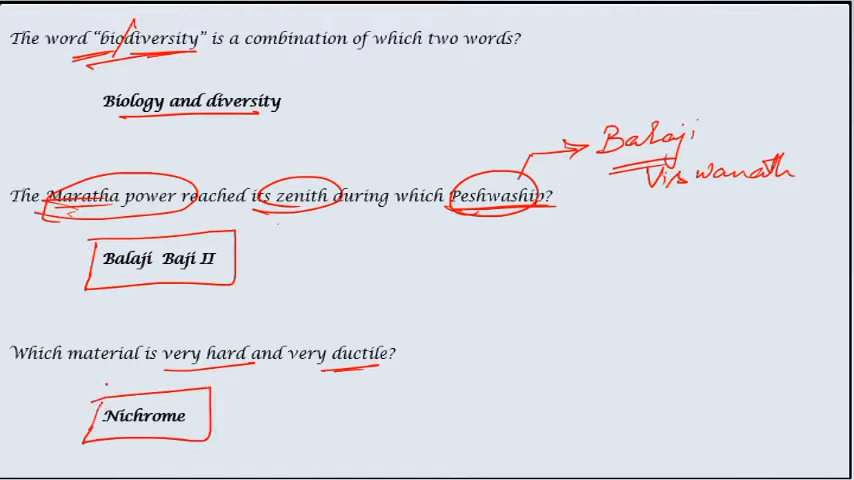 The word “biodiversity” is a combination of which two words?
Biology and diversity
Balaji
Viswanath
The Maratha power reached its zenith during which Peshwaship?
Balaji Baji II
Which material is very hard and very ductile?
Nichrome